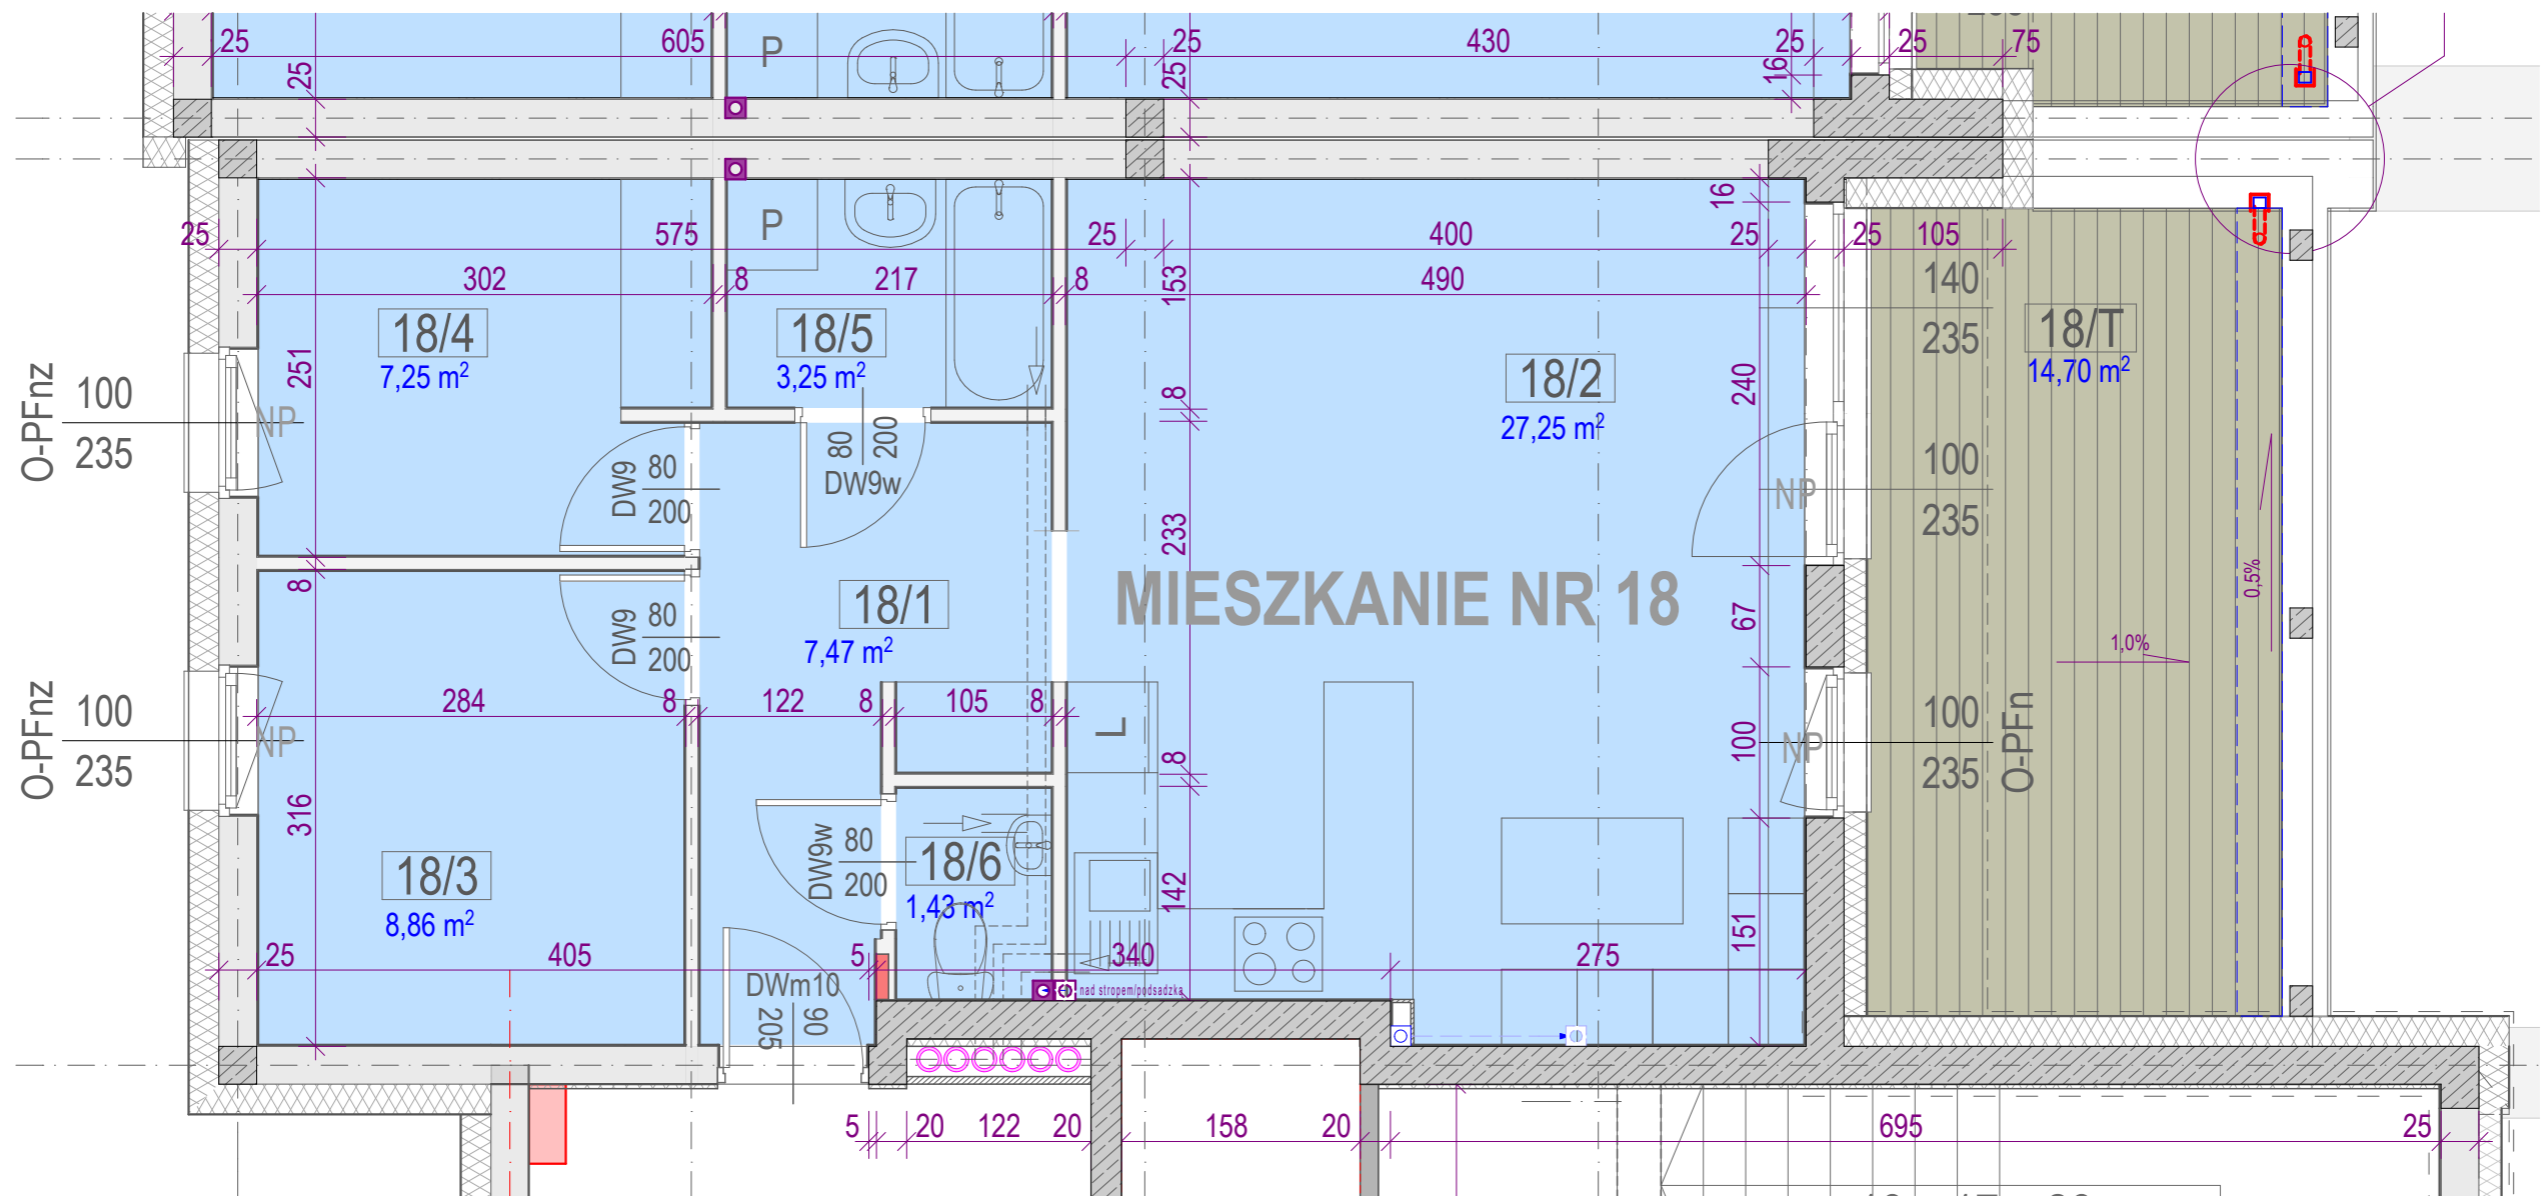 25 605 25 430 25 25 75
25 25 16
P
25 575 25 400 25 25 105
16
P
302 8 217 8 490
153
140
235
18/4
7,25 m²
18/5
3,25 m²
18/2
27,25 m²
18/T
14,70 m²
251
8
240
O-PFnz 100
235
NP
DW9 80
200
80
200
DW9w
233
NP
100
235
8
MIESZKANIE NR 18
0,5%
DW9 80
200
18/1
7,47 m²
67
1,0%
O-PFnz 100
235
NP
284 8 122 8 105 8
L
8
100
NP
100
235
O-PFn
316
18/3
8,86 m²
DW9w 80
200
18/6
1,43 m²
142
151
25 405 5 340 275
DWm10
90
205
nad stropem/podsadzka
5 20 122 20 158 20 695 25